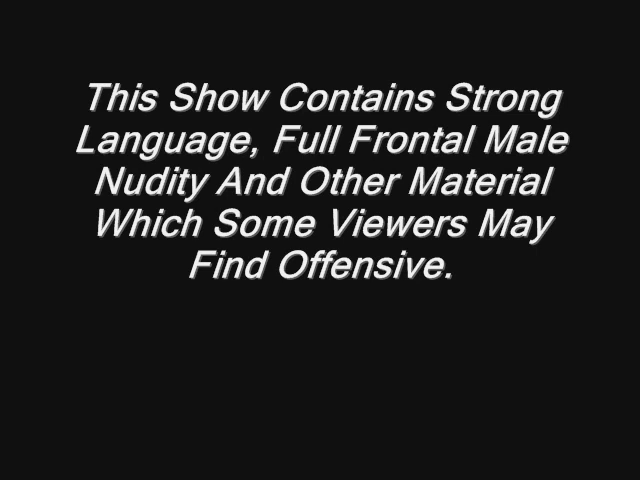 This Show Contains Strong
Language, Full Frontal Male
Nudity And Other Material
Which Some Viewers May
Find Offensive.